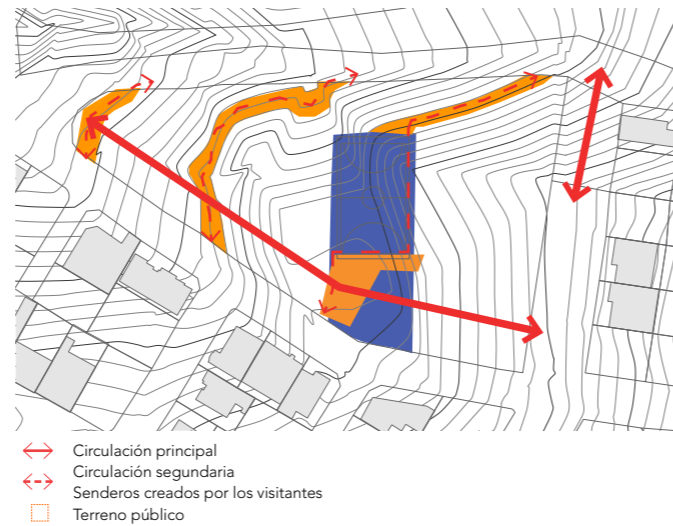 Circulación principal
Circulación segundaria
Senderos creados por los visitantes
Terreno público